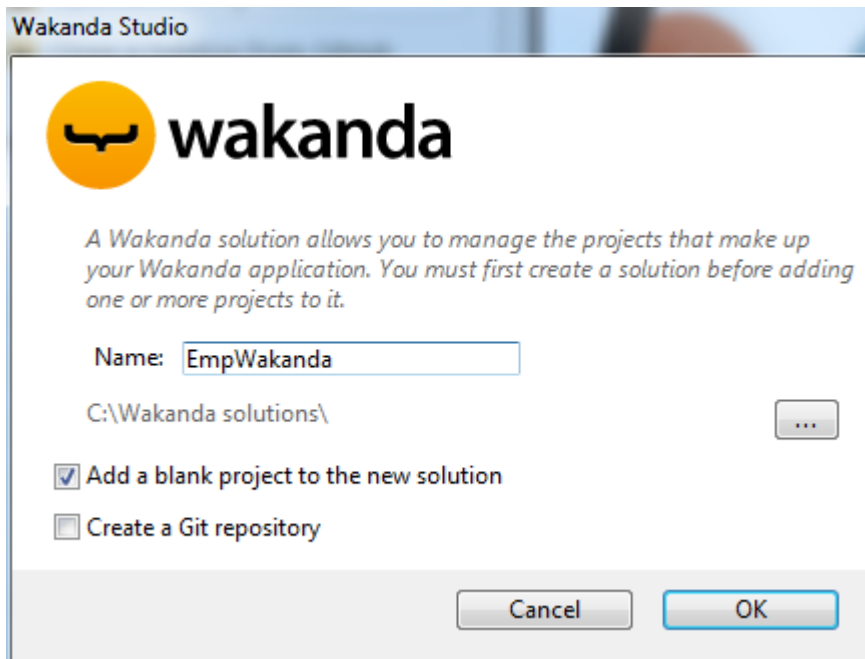 Wakanda Studio
wakanda
A Wakanda solution allows you to manage the projects that make up
your Wakanda application. You must first create a solution before adding
one or more projects to it.
Name: EmpWakanda
C:\Wakanda solutions\
...
Add a blank project to the new solution
Create a Git repository
Cancel OK